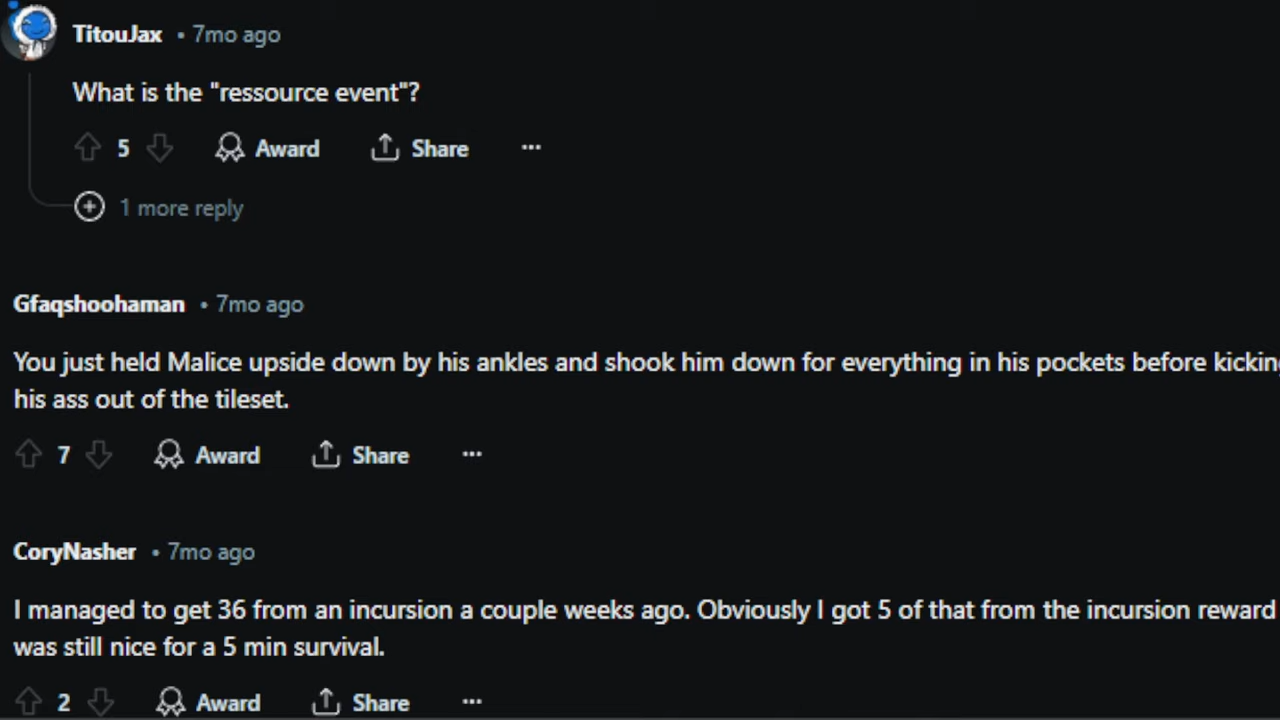 TitouJax • 7mo ago
What is the "ressource event"?
5 Award Share ...
1 more reply
Gfaqshoohaman • 7mo ago
You just held Malice upside down by his ankles and shook him down for everything in his pockets before
his ass out of the tileset.
7 Award Share ...
CoryNasher • 7mo ago
I managed to get 36 from an incursion a couple weeks ago. Obviously I got 5 of that from the incursion reward
was still nice for a 5 min survival.
2 Award Share ...